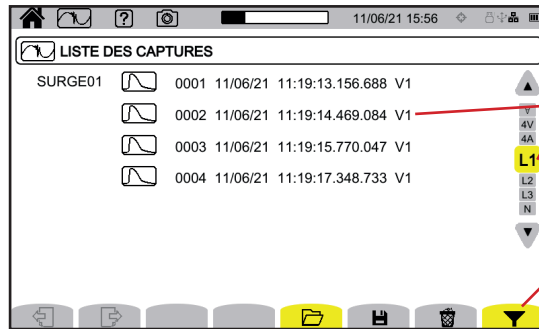 ?
11/06/21 15:56
LISTE DES CAPTURES
SURGE01 0001 11/06/21 11:19:13.156.688 V1
0002 11/06/21 11:19:14.469.084 V1
0003 11/06/21 11:19:15.770.047 V1
0004 11/06/21 11:19:17.348.733 V1
∀
4V
4A
L1
L2
L3
N